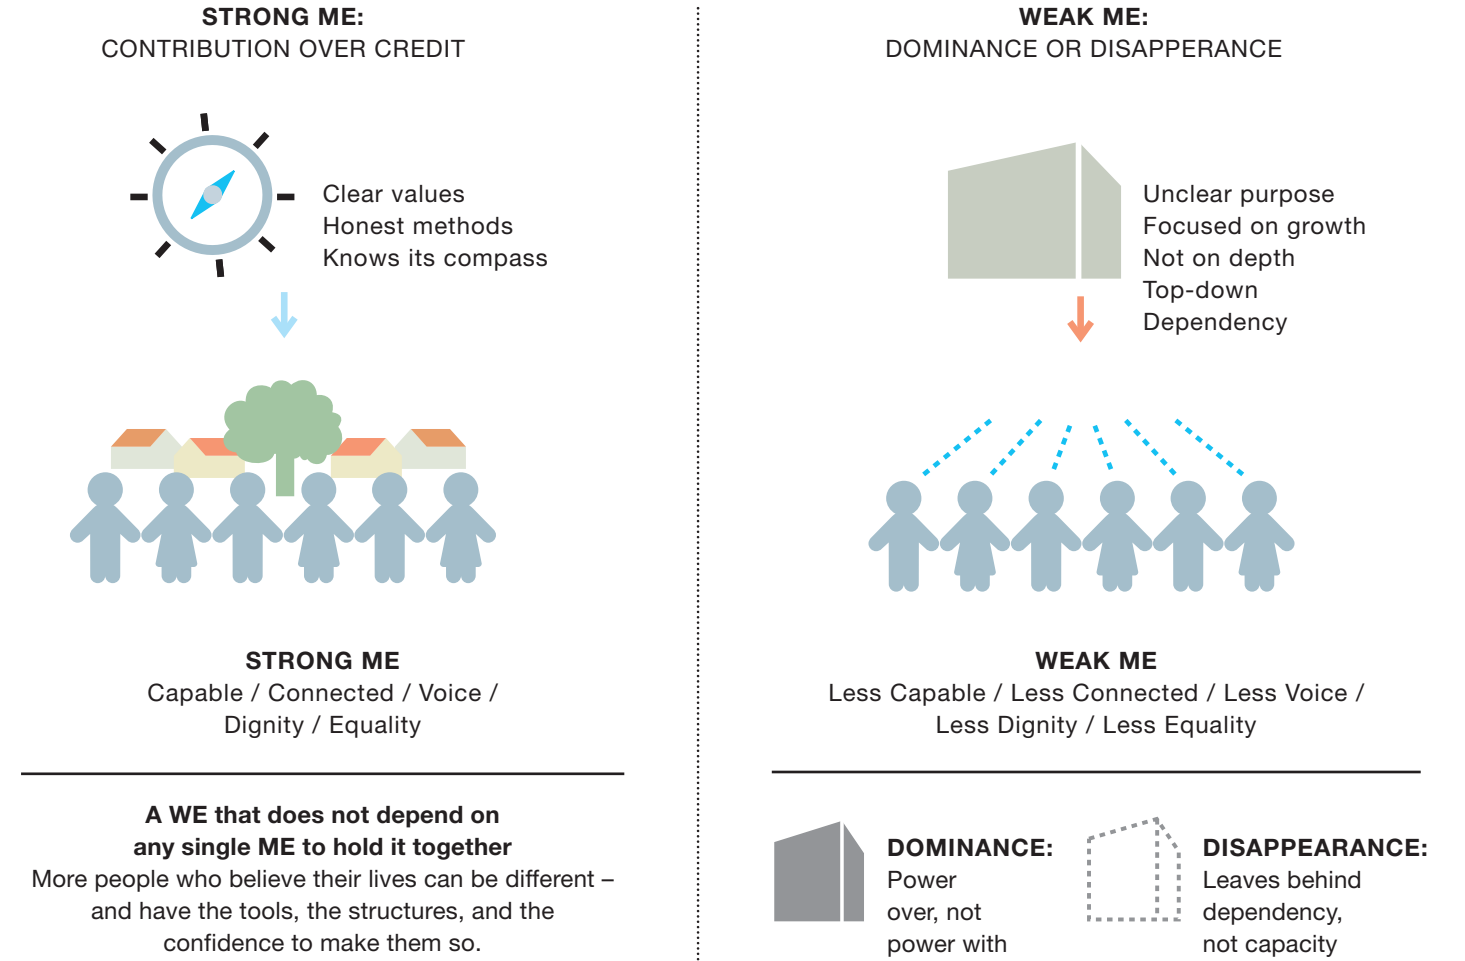 STRONG ME:
CONTRIBUTION OVER CREDIT
Clear values
Honest methods
Knows its compass
STRONG ME
Capable / Connected / Voice /
Dignity / Equality
A WE that does not depend on
any single ME to hold it together
More people who believe their lives can be different –
and have the tools, the structures, and the
confidence to make them so.
WEAK ME:
DOMINANCE OR DISAPPERANCE
Unclear purpose
Focused on growth
Not on depth
Top-down
Dependency
WEAK ME
Less Capable / Less Connected / Less Voice /
Less Dignity / Less Equality
DOMINANCE:
Power
over, not
power with
DISAPPEARANCE:
Leaves behind
dependency,
not capacity